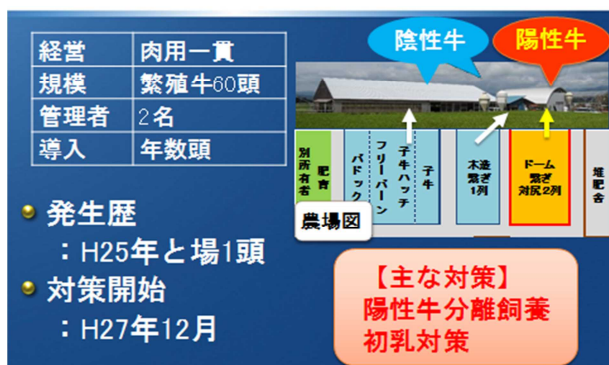 陰性牛
陽性牛
経営 肉用一貫
規模 繁殖牛60頭
管理者 2名
導入 年数頭
別所有者
肥育
パドック
フリーバーン
子牛ハッチ
子牛
木造
繋ぎ
1列
ドーム
繋ぎ
対尻2列
堆肥舎
農場図
発生歴
：H25年と場1頭
対策開始
：H27年12月
【主な対策】
陽性牛分離飼養
初乳対策